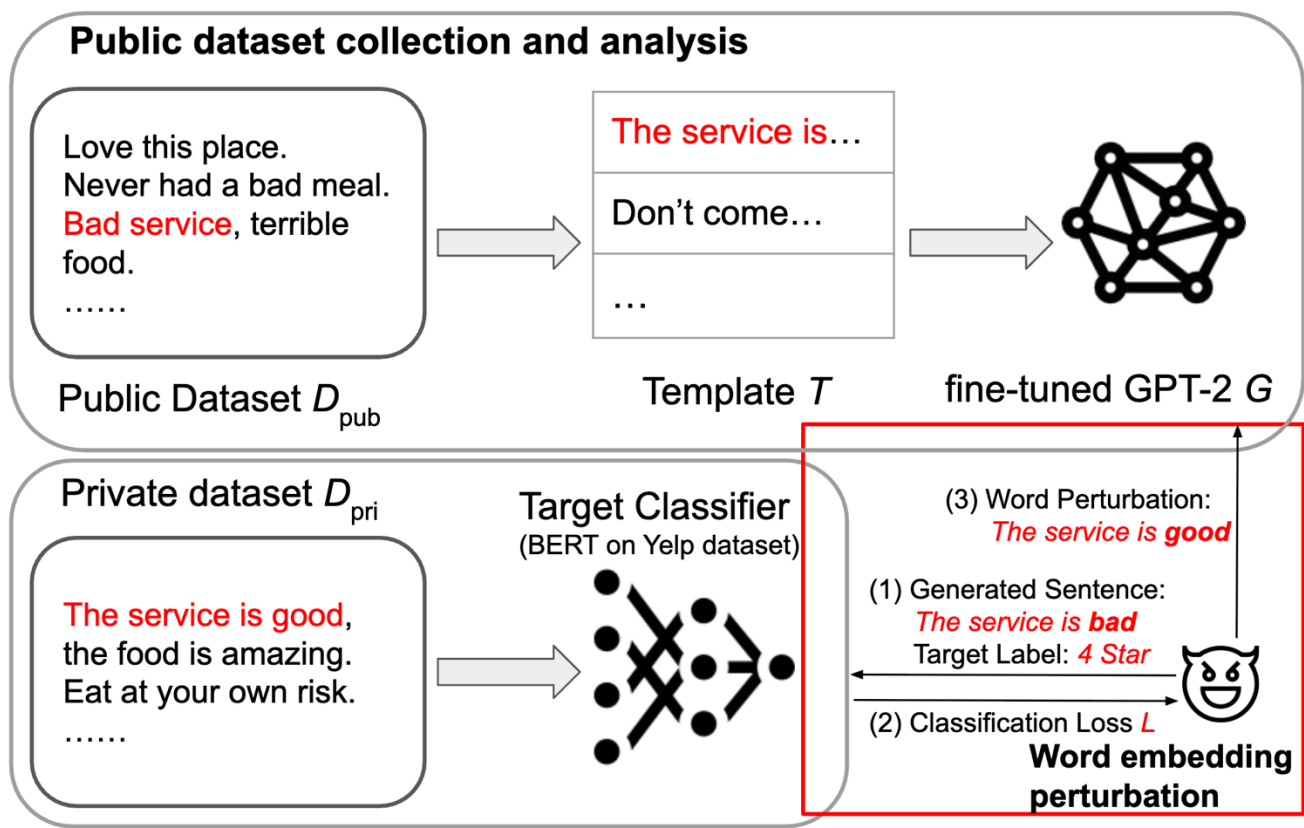 Public dataset collection and analysis
Love this place.
Never had a bad meal.
Bad service, terrible
food.
......
Public Dataset Dpub
The service is...
Don't come...
...
Template T
fine-tuned GPT-2 G
Private dataset Dpri
The service is good,
the food is amazing.
Eat at your own risk.
......
Target Classifier
(BERT on Yelp dataset)
(3) Word Perturbation:
The service is good
(1) Generated Sentence:
The service is bad
Target Label: 4 Star
(2) Classification Loss L
Word embedding
perturbation